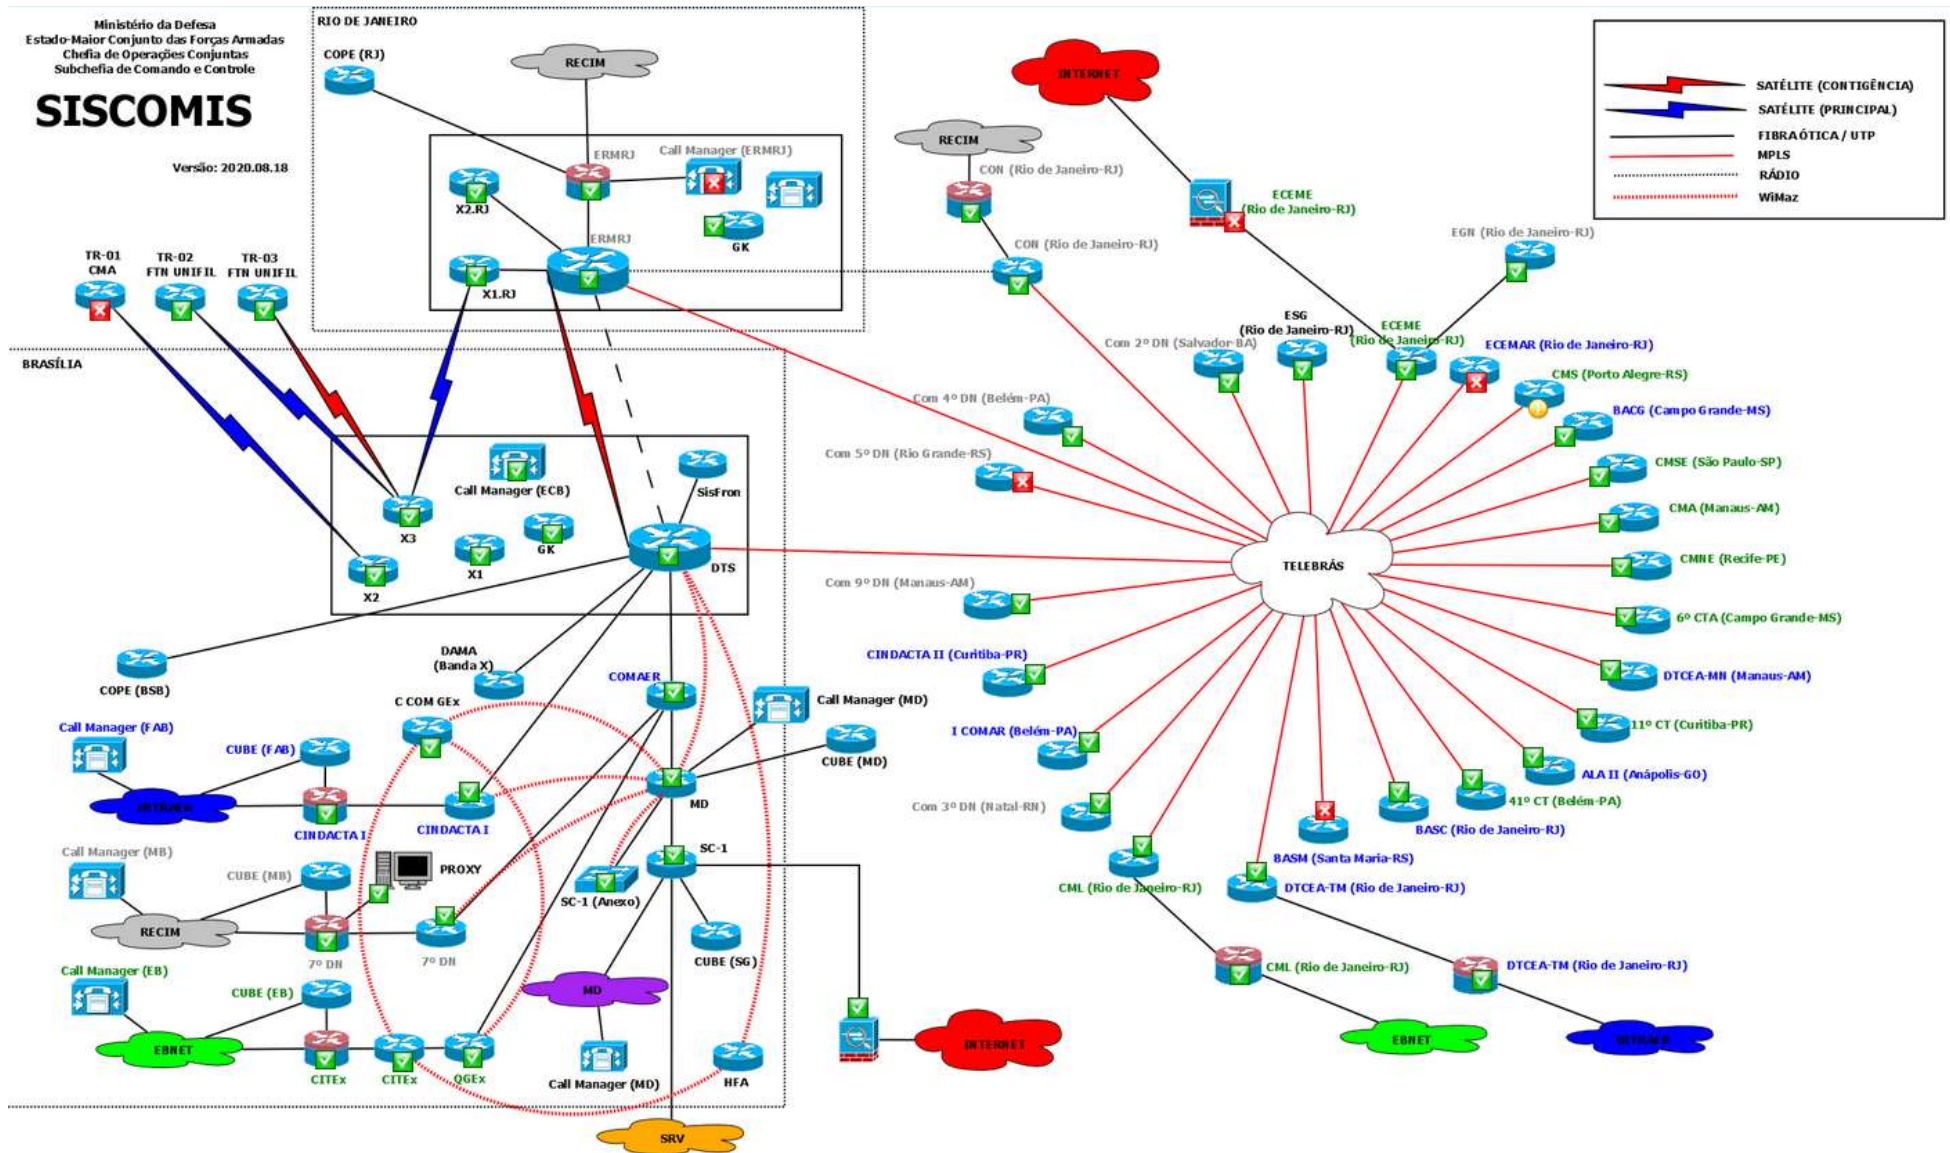 Ministério da Defesa
Estado-Maior Conjunto das Forças Armadas
Chefia de Operações Conjuntas
Subchefia de Comando e Controle
SISCOMIS
Versão: 2020.08.18
RIO DE JANEIRO
COPE (RJ)
RECIM
ERMRJ
Call Manager (ERMRJ)
X2.RJ
GK
ERMRJ
X1.RJ
INTERNET
RECIM
CON (Rio de Janeiro-RJ)
CON (Rio de Janeiro-RJ)
ECEME
(Rio de Janeiro-RJ)
EGN (Rio de Janeiro-RJ)
SATÉLITE (CONTIGÊNCIA)
SATÉLITE (PRINCIPAL)
FIBRA ÓTICA / UTP
MPLS
RÁDIO
WiMaz
TR-01
CMA
TR-02
FTN UNIFIL
TR-03
FTN UNIFIL
BRASÍLIA
Call Manager (ECB)
SisFron
X3
GK
X1
X2
DTS
COPE (BSB)
DAMA
(Banda X)
C COM GEx
COMAER
Call Manager (MD)
CUBE (MD)
MD
Call Manager (FAB)
CUBE (FAB)
CINDACTA I
CINDACTA I
Call Manager (MB)
CUBE (MB)
PROXY
RECIM
7º DN
7º DN
SC-1
SC-1 (Anexo)
CUBE (SG)
Call Manager (EB)
CUBE (EB)
EBNET
CITEx
CITEx
QGEx
MD
Call Manager (MD)
HFA
INTERNET
SRV
TELEBRÁS
Com 2º DN (Salvador-BA)
ESG
(Rio de Janeiro-RJ)
ECEME
(Rio de Janeiro-RJ)
ECEMAR (Rio de Janeiro-RJ)
CMS (Porto Alegre-RS)
BACG (Campo Grande-MS)
CMSE (São Paulo-SP)
CMA (Manaus-AM)
CMNE (Recife-PE)
6º CTA (Campo Grande-MS)
DTCEA-MN (Manaus-AM)
11º CT (Curitiba-PR)
ALA II (Anápolis-GO)
41º CT (Belém-PA)
BASC (Rio de Janeiro-RJ)
BASM (Santa Maria-RS)
DTCEA-TM (Rio de Janeiro-RJ)
CML (Rio de Janeiro-RJ)
Com 3º DN (Natal-RN)
I COMAR (Belém-PA)
CINDACTA II (Curitiba-PR)
Com 9º DN (Manaus-AM)
Com 5º DN (Rio Grande-RS)
Com 4º DN (Belém-PA)
CML (Rio de Janeiro-RJ)
DTCEA-TM (Rio de Janeiro-RJ)
EBNET